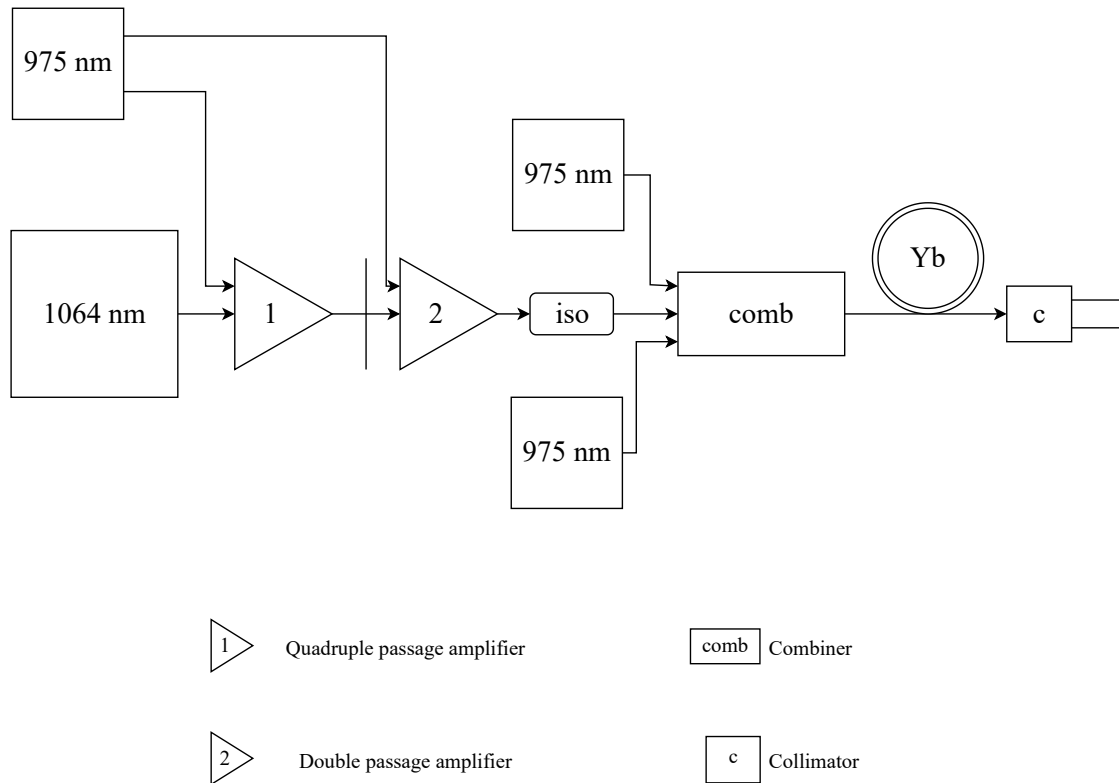 975 nm
975 nm
Yb
1064 nm
1
2
iso
comb
c
975 nm
1
Quadruple passage amplifier
comb
Combiner
2
Double passage amplifier
c
Collimator